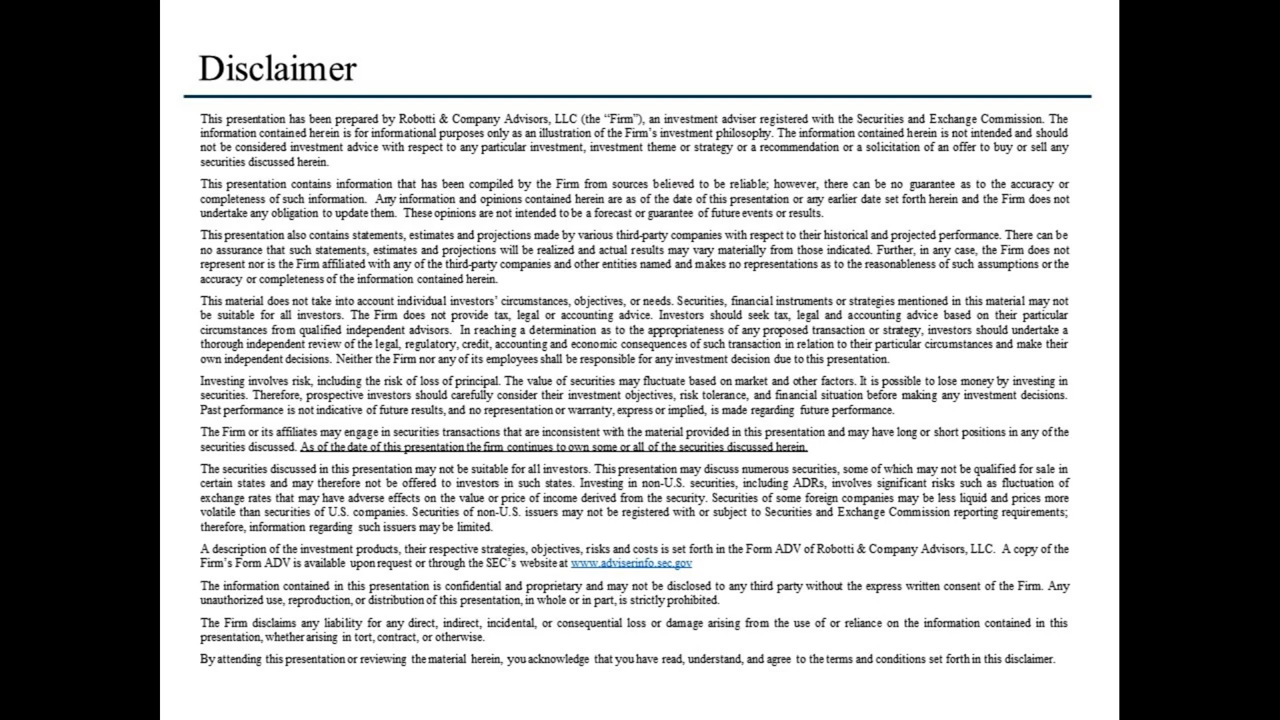 Disclaimer
This presentation has been prepared by Robotti & Company Advisors, LLC (the “Firm”), an investment adviser registered with the Securities and Exchange Commission. The
information contained herein is for informational purposes only as an illustration of the Firm’s investment philosophy. The information contained herein is not intended and should
not be considered investment advice with respect to any particular investment, investment theme or strategy or a recommendation or a solicitation of an offer to buy or sell any
securities discussed herein.
This presentation contains information that has been compiled by the Firm from sources believed to be reliable; however, there can be no guarantee as to the accuracy or
completeness of such information. Any information and opinions contained herein are as of the date of this presentation or any earlier date set forth herein and the Firm does not
undertake any obligation to update them. These opinions are not intended to be a forecast or guarantee of future events or results.
This presentation also contains statements, estimates and projections made by various third-party companies with respect to their historical and projected performance. There can be
no assurance that such statements, estimates and projections will be realized and actual results may vary materially from those indicated. Further, in any case, the Firm does not
represent nor is the Firm affiliated with any of the third-party companies and other entities named and makes no representations as to the reasonableness of such assumptions or the
accuracy or completeness of the information contained herein.
This material does not take into account individual investors’ circumstances, objectives, or needs. Securities, financial instruments or strategies mentioned in this material may not
be suitable for all investors. The Firm does not provide tax, legal or accounting advice. Investors should seek tax, legal and accounting advice based on their particular
circumstances from qualified independent advisors. In reaching a determination as to the appropriateness of any proposed transaction or strategy, investors should undertake a
thorough independent review of the legal, regulatory, credit, accounting and economic consequences of such transaction in relation to their particular circumstances and make their
own independent decisions. Neither the Firm nor any of its employees shall be responsible for any investment decision due to this presentation.
Investing involves risk, including the risk of loss of principal. The value of securities may fluctuate based on market and other factors. It is possible to lose money by investing in
securities. Therefore, prospective investors should carefully consider their investment objectives, risk tolerance, and financial situation before making any investment decisions.
Past performance is not indicative of future results, and no representation or warranty, express or implied, is made regarding future performance.
The Firm or its affiliates may engage in securities transactions that are inconsistent with the material provided in this presentation and may have long or short positions in any of the
securities discussed. As of the date of this presentation the firm continues to own some or all of the securities discussed herein.
The securities discussed in this presentation may not be suitable for all investors. This presentation may discuss numerous securities, some of which may not be qualified for sale in
certain states and may therefore not be offered to investors in such states. Investing in non-U.S. securities, including ADRs, involves significant risks such as fluctuation of
exchange rates that may have adverse effects on the value or price of income derived from the security. Securities of some foreign companies may be less liquid and prices more
volatile than securities of U.S. companies. Securities of non-U.S. issuers may not be registered with or subject to Securities and Exchange Commission reporting requirements;
therefore, information regarding such issuers may be limited.
A description of the investment products, their respective strategies, objectives, risks and costs is set forth in the Form ADV of Robotti & Company Advisors, LLC. A copy of the
Firm’s Form ADV is available upon request or through the SEC’s website at www.adviserinfo.sec.gov
The information contained in this presentation is confidential and proprietary and may not be disclosed to any third party without the express written consent of the Firm. Any
unauthorized use, reproduction, or distribution of this presentation, in whole or in part, is strictly prohibited.
The Firm disclaims any liability for any direct, indirect, incidental, or consequential loss or damage arising from the use of or reliance on the information contained in this
presentation, whether arising in tort, contract, or otherwise.
By attending this presentation or reviewing the material herein, you acknowledge that you have read, understand, and agree to the terms and conditions set forth in this disclaimer.